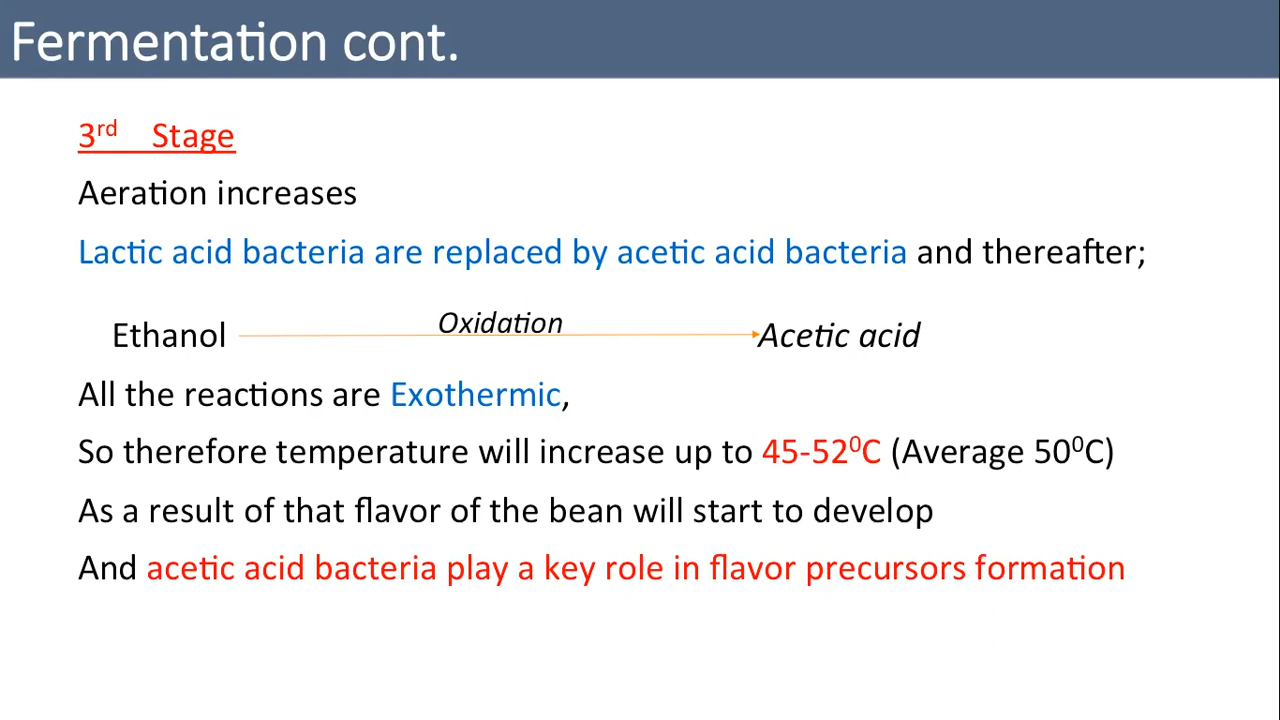 Fermentation cont.
3rd Stage
Aeration increases
Lactic acid bacteria are replaced by acetic acid bacteria and thereafter;
Oxidation
Ethanol Acetic acid
All the reactions are Exothermic,
So therefore temperature will increase up to 45-52⁰C (Average 50⁰C)
As a result of that flavor of the bean will start to develop
And acetic acid bacteria play a key role in flavor precursors formation